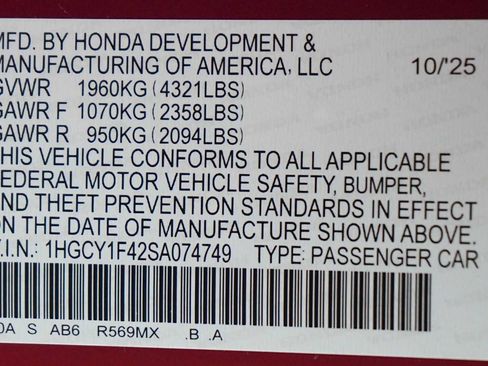 MFD. BY HONDA DEVELOPMENT &
MANUFACTURING OF AMERICA, LLC 10/'25
GVWR 1960KG (4321LBS)
GAWR F 1070KG (2358LBS)
GAWR R 950KG (2094LBS)
THIS VEHICLE CONFORMS TO ALL APPLICABLE
FEDERAL MOTOR VEHICLE SAFETY, BUMPER,
AND THEFT PREVENTION STANDARDS IN EFFECT
ON THE DATE OF MANUFACTURE SHOWN ABOVE.
V.I.N.: 1HGCY1F42SA074749 TYPE: PASSENGER CAR
0A S AB6 R569MX .B .A